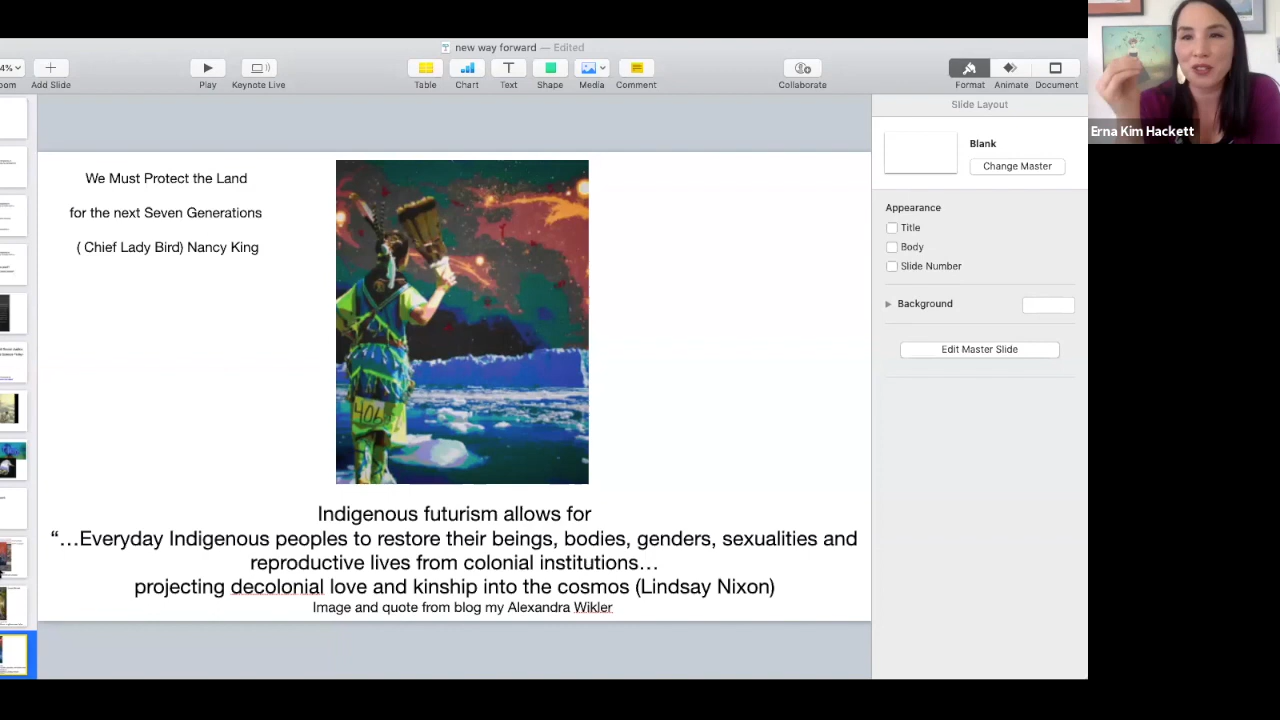 new way forward — Edited
4%
oom
Add Slide
Play
Keynote Live
Table
Chart
Text
Shape
Media
Comment
Collaborate
Format
Animate
Document
Slide Layout
Blank
Change Master
Appearance
Title
Body
Slide Number
Background
Edit Master Slide
Erna Kim Hackett
We Must Protect the Land
for the next Seven Generations
( Chief Lady Bird) Nancy King
406
Indigenous futurism allows for
“…Everyday Indigenous peoples to restore their beings, bodies, genders, sexualities and
reproductive lives from colonial institutions…
projecting decolonial love and kinship into the cosmos (Lindsay Nixon)
Image and quote from blog my Alexandra Wikler